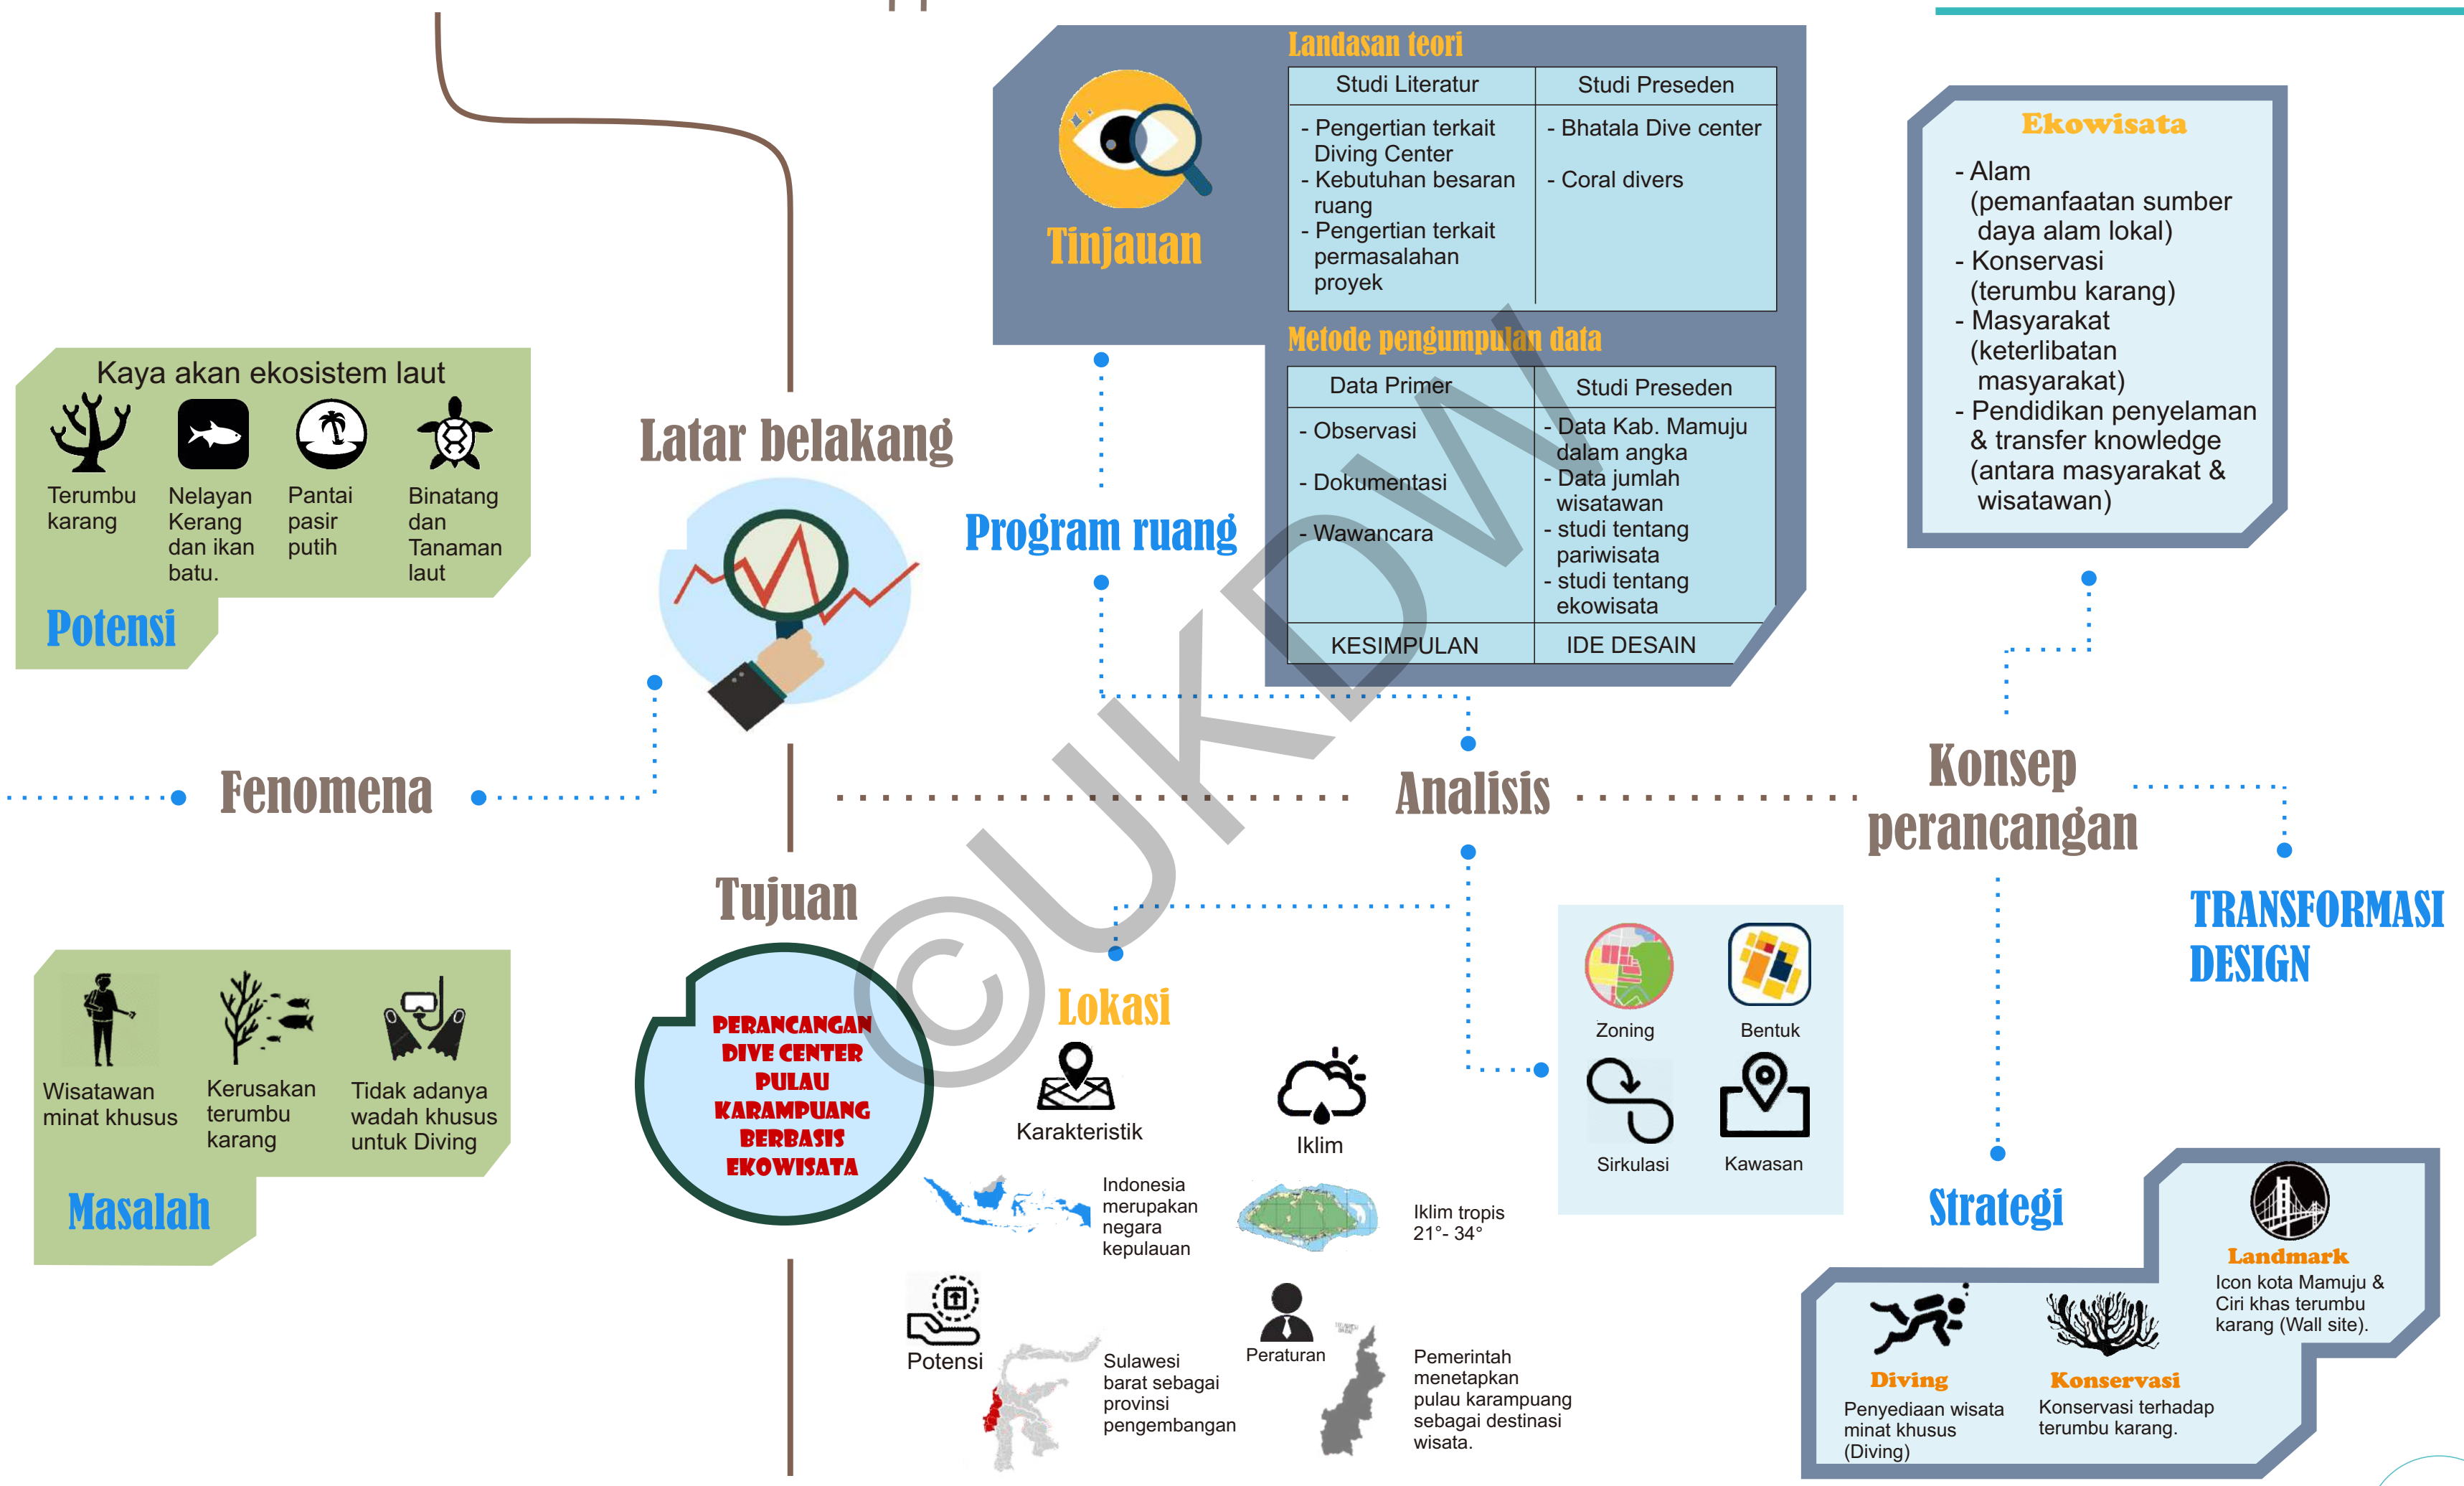 Landasan teori
Studi Literatur
Studi Preseden
- Pengertian terkait
Diving Center
- Kebutuhan besaran
ruang
- Pengertian terkait
permasalahan
proyek
- Bhatala Dive center
- Coral divers
Tinjauan
Metode pengumpulan data
Data Primer
Studi Preseden
- Observasi
- Dokumentasi
- Wawancara
- Data Kab. Mamuju
dalam angka
- Data jumlah
wisatawan
- studi tentang
pariwisata
- studi tentang
ekowisata
KESIMPULAN
IDE DESAIN
Ekowisata
- Alam
(pemanfaatan sumber
daya alam lokal)
- Konservasi
(terumbu karang)
- Masyarakat
(keterlibatan
masyarakat)
- Pendidikan penyelaman
& transfer knowledge
(antara masyarakat &
wisatawan)
Kaya akan ekosistem laut
Terumbu
karang
Nelayan
Kerang
dan ikan
batu.
Pantai
pasir
putih
Binatang
dan
Tanaman
laut
Potensi
Latar belakang
Program ruang
Fenomena
Analisis
Konsep
perancangan
Tujuan
TRANSFORMASI
DESIGN
Wisatawan
minat khusus
Kerusakan
terumbu
karang
Tidak adanya
wadah khusus
untuk Diving
Masalah
PERANCANGAN
DIVE CENTER
PULAU
KARAMPUANG
BERBASIS
EKOWISATA
Lokasi
Karakteristik
Iklim
Indonesia
merupakan
negara
kepulauan
Iklim tropis
21°- 34°
Potensi
Sulawesi
barat sebagai
provinsi
pengembangan
Peraturan
Pemerintah
menetapkan
pulau karampuang
sebagai destinasi
wisata.
Zoning
Bentuk
Sirkulasi
Kawasan
Strategi
Landmark
Icon kota Mamuju &
Ciri khas terumbu
karang (Wall site).
Diving
Penyediaan wisata
minat khusus
(Diving)
Konservasi
Konservasi terhadap
terumbu karang.
©UKDW